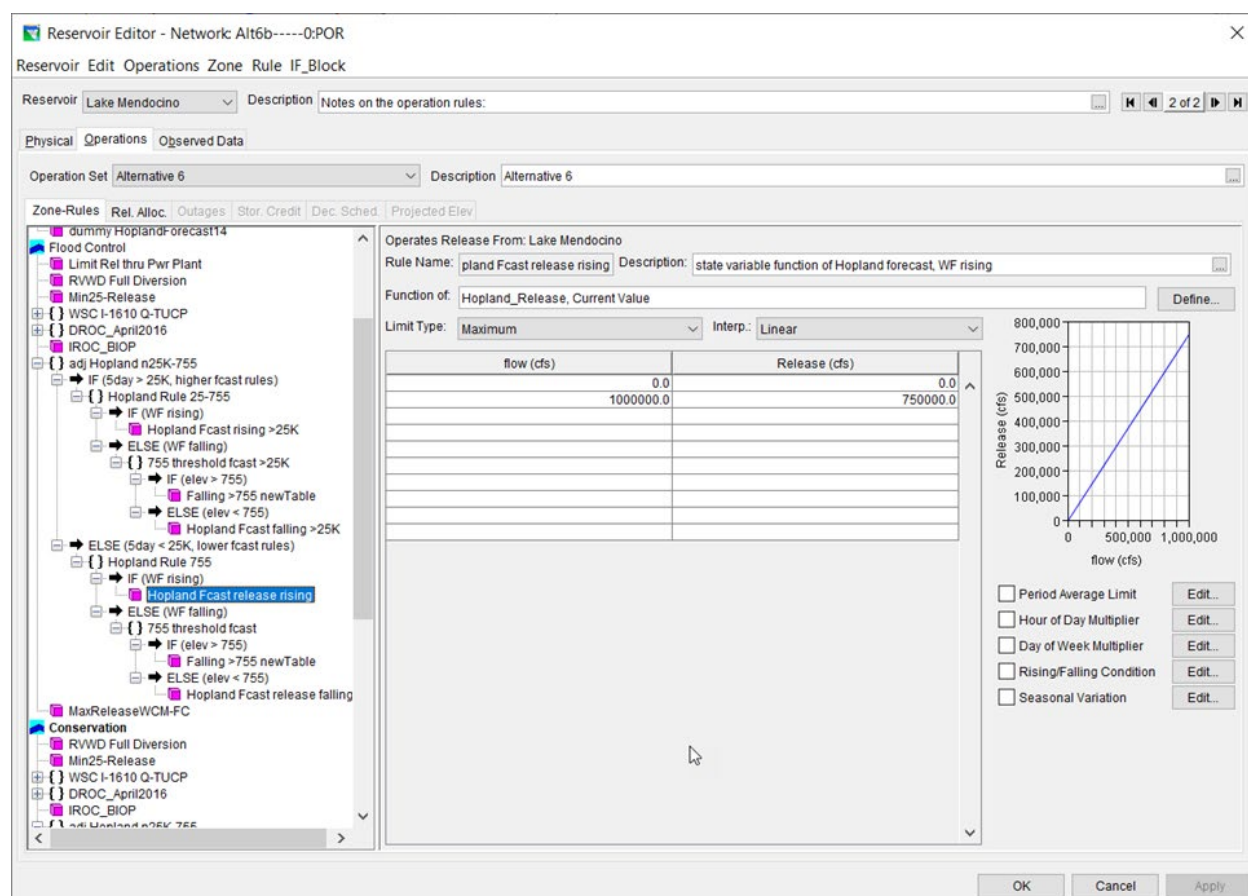 Reservoir Editor - Network: Alt6b-----0:POR
Reservoir Edit Operations Zone Rule IF_Block
Reservoir Lake Mendocino Description Notes on the operation rules: ... 2 of 2
Physical Operations Observed Data
Operation Set Alternative 6 Description Alternative 6 ...
Zone-Rules Rel. Alloc. Outages Stor. Credit Dec. Sched. Projected Elev
dummy HoplandForecast14
Flood Control
Limit Rel thru Pwr Plant
RVWD Full Diversion
Min25-Release
{ } WSC I-1610 Q-TUCP
{ } DROC_April2016
IROC_BIOP
{ } adj Hopland n25K-755
IF (5day > 25K, higher fcast rules)
{ } Hopland Rule 25-755
IF (WF rising)
Hopland Fcast rising >25K
ELSE (WF falling)
{ } 755 threshold fcast >25K
IF (elev > 755)
Falling >755 newTable
ELSE (elev < 755)
Hopland Fcast falling >25K
ELSE (5day < 25K, lower fcast rules)
{ } Hopland Rule 755
IF (WF rising)
Hopland Fcast release rising
ELSE (WF falling)
{ } 755 threshold fcast
IF (elev > 755)
Falling >755 newTable
ELSE (elev < 755)
Hopland Fcast release falling
MaxReleaseWCM-FC
Conservation
RVWD Full Diversion
Min25-Release
{ } WSC I-1610 Q-TUCP
{ } DROC_April2016
IROC_BIOP
{ } adj Hopland n25K-755
Operates Release From: Lake Mendocino
Rule Name: pland Fcast release rising Description: state variable function of Hopland forecast, WF rising ...
Function of: Hopland_Release, Current Value Define...
Limit Type: Maximum Interp.: Linear
flow (cfs) Release (cfs)
0.0 0.0
1000000.0 750000.0
Release (cfs)
800,000
700,000
600,000
500,000
400,000
300,000
200,000
100,000
0
0 500,000 1,000,000
flow (cfs)
Period Average Limit Edit...
Hour of Day Multiplier Edit...
Day of Week Multiplier Edit...
Rising/Falling Condition Edit...
Seasonal Variation Edit...
OK Cancel Apply